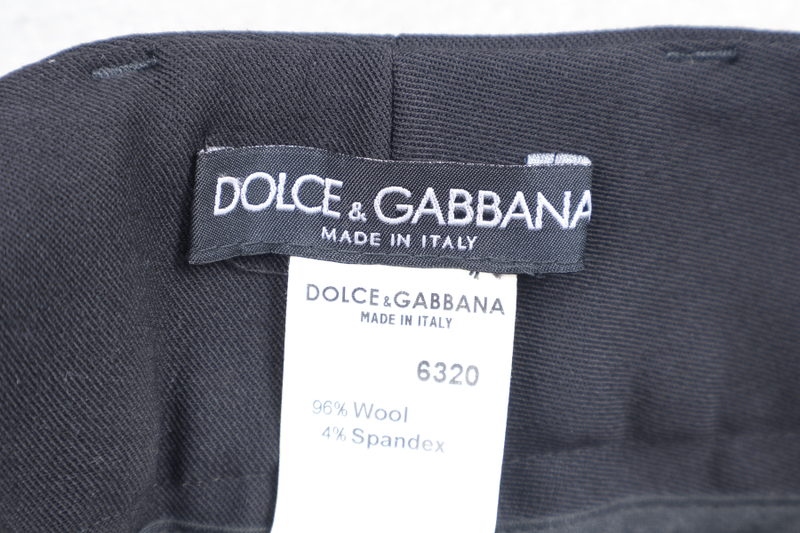 DOLCE & GABBANA
MADE IN ITALY
DOLCE & GABBANA
MADE IN ITALY
6320
96% Wool
4% Spandex